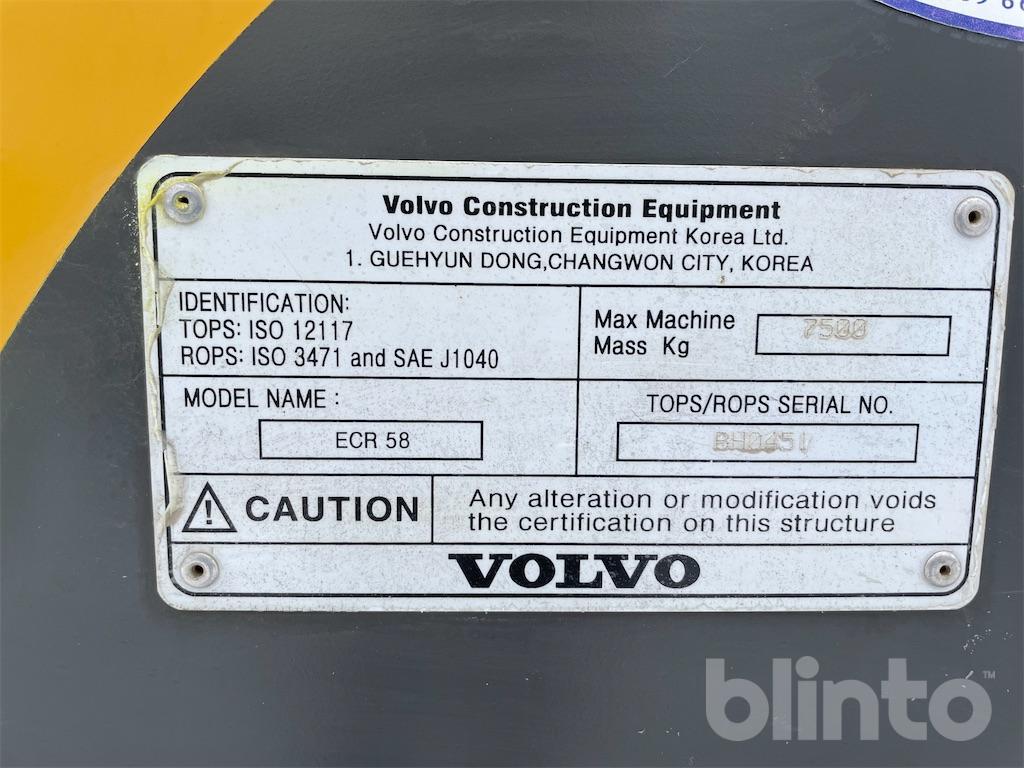 Volvo Construction Equipment
Volvo Construction Equipment Korea Ltd.
1. GUEHYUN DONG,CHANGWON CITY, KOREA
IDENTIFICATION:
TOPS: ISO 12117
ROPS: ISO 3471 and SAE J1040
Max Machine
Mass Kg
7500
MODEL NAME :
ECR 58
TOPS/ROPS SERIAL NO.
CAUTION
Any alteration or modification voids
the certification on this structure
VOLVO
blinto™